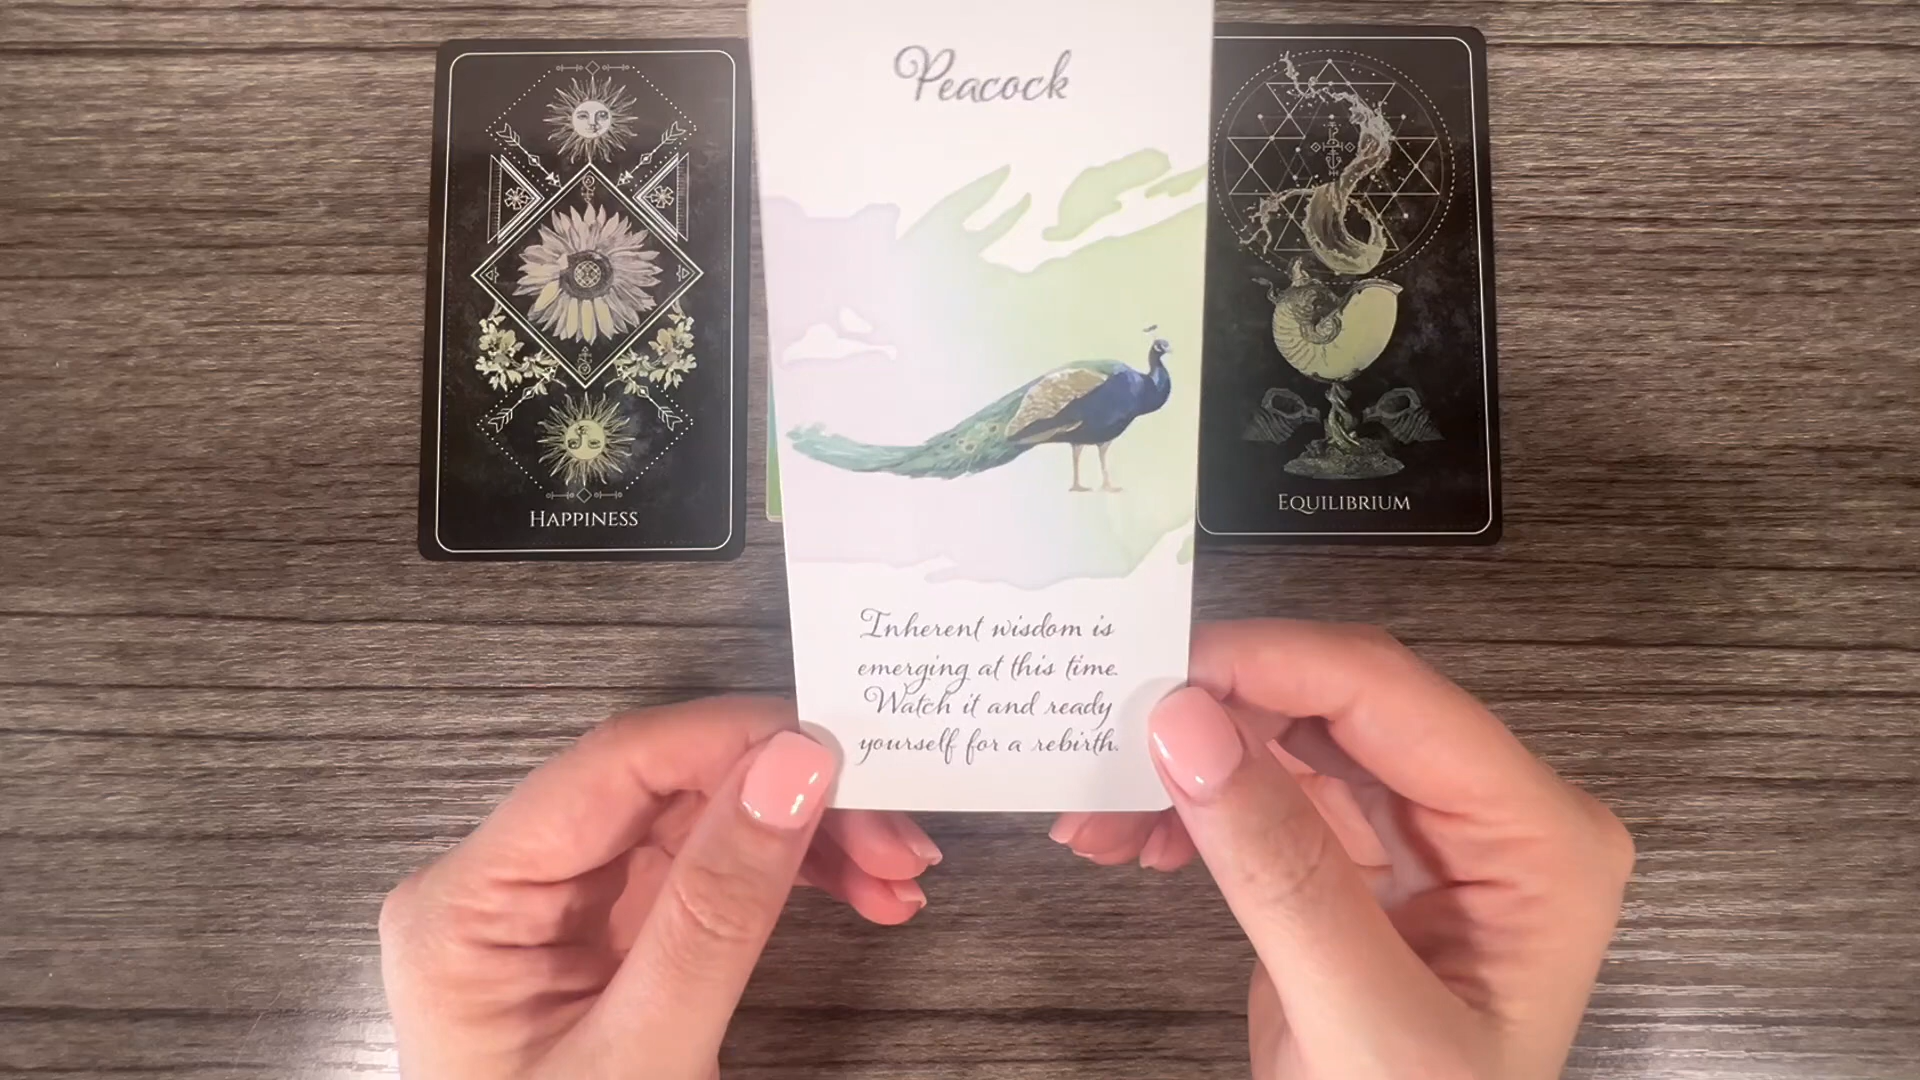 Peacock
Inherent wisdom is
emerging at this time.
Watch it and ready
yourself for a rebirth.
HAPPINESS
EQUILIBRIUM